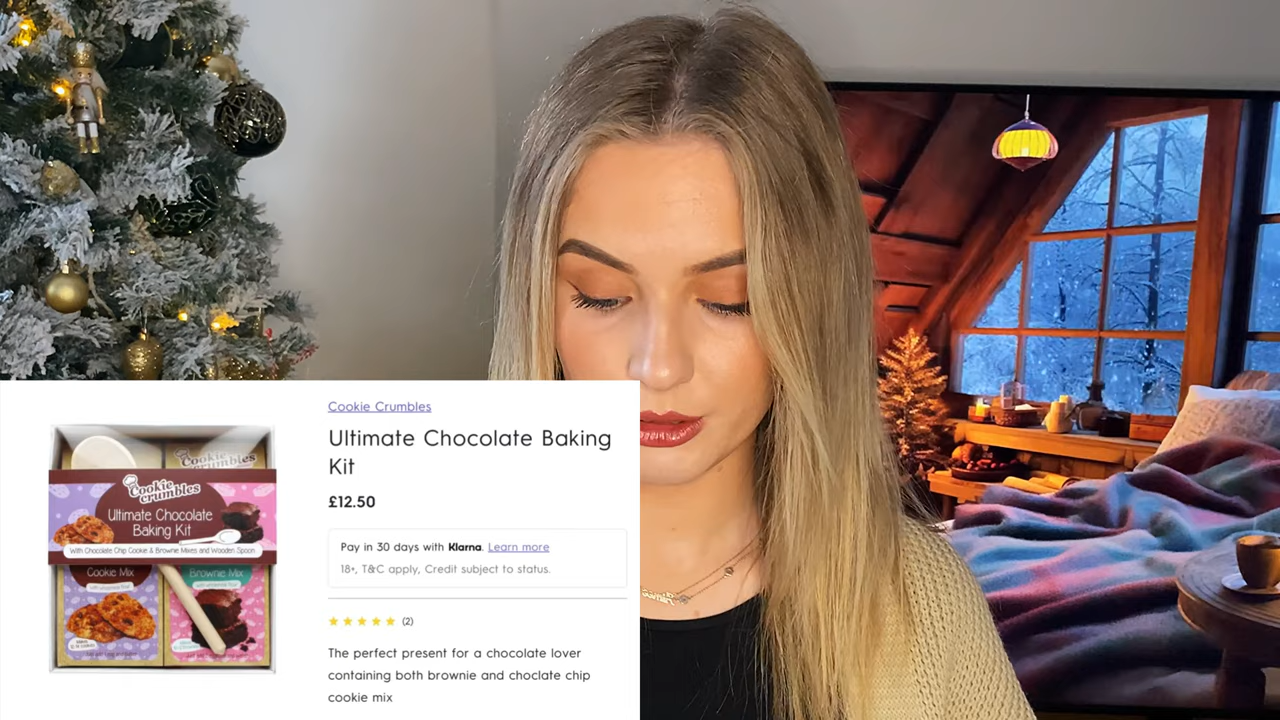 Cookie Crumbles
Ultimate Chocolate Baking
Kit
£12.50
Pay in 30 days with Klarna. Learn more
18+, T&C apply, Credit subject to status.
(2)
The perfect present for a chocolate lover
containing both brownie and choclate chip
cookie mix
Cookie
crumbles
Cookie
crumbles
Ultimate Chocolate
Baking Kit
With Chocolate Chip Cookie & Brownie Mixes and Wooden Spoon
Cookie Mix
Brownie Mix